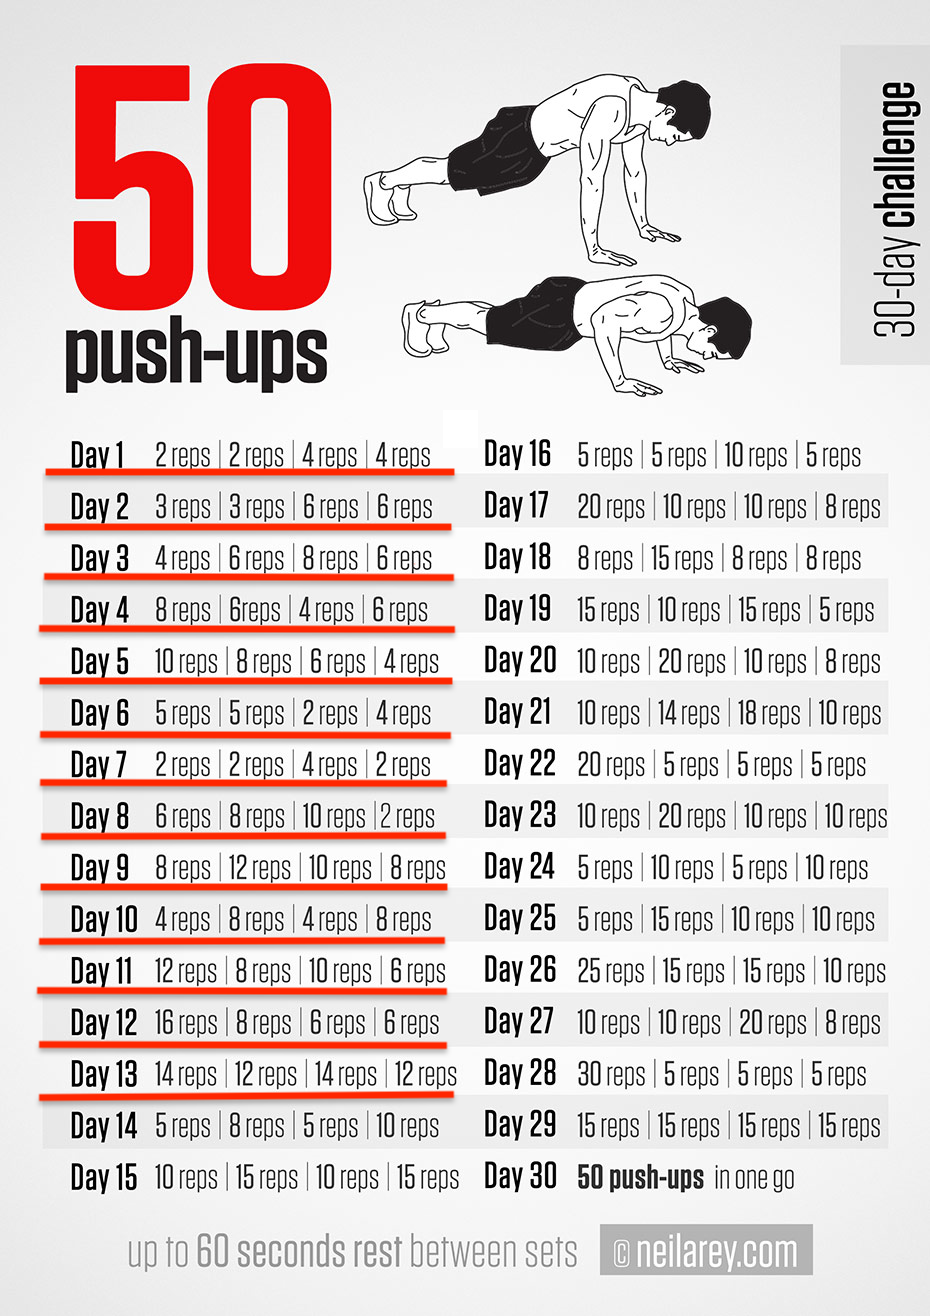 50
push-ups
30-day challenge
Day 1 2 reps | 2 reps | 4 reps | 4 reps
Day 2 3 reps | 3 reps | 6 reps | 6 reps
Day 3 4 reps | 6 reps | 8 reps | 6 reps
Day 4 8 reps | 6reps | 4 reps | 6 reps
Day 5 10 reps | 8 reps | 6 reps | 4 reps
Day 6 5 reps | 5 reps | 2 reps | 4 reps
Day 7 2 reps | 2 reps | 4 reps | 2 reps
Day 8 6 reps | 8 reps | 10 reps | 2 reps
Day 9 8 reps | 12 reps | 10 reps | 8 reps
Day 10 4 reps | 8 reps | 4 reps | 8 reps
Day 11 12 reps | 8 reps | 10 reps | 6 reps
Day 12 16 reps | 8 reps | 6 reps | 6 reps
Day 13 14 reps | 12 reps | 14 reps | 12 reps
Day 14 5 reps | 8 reps | 5 reps | 10 reps
Day 15 10 reps | 15 reps | 10 reps | 15 reps
Day 16 5 reps | 5 reps | 10 reps | 5 reps
Day 17 20 reps | 10 reps | 10 reps | 8 reps
Day 18 8 reps | 15 reps | 8 reps | 8 reps
Day 19 15 reps | 10 reps | 15 reps | 5 reps
Day 20 10 reps | 20 reps | 10 reps | 8 reps
Day 21 10 reps | 14 reps | 18 reps | 10 reps
Day 22 20 reps | 5 reps | 5 reps | 5 reps
Day 23 10 reps | 20 reps | 10 reps | 10 reps
Day 24 5 reps | 10 reps | 5 reps | 10 reps
Day 25 5 reps | 15 reps | 10 reps | 10 reps
Day 26 25 reps | 15 reps | 15 reps | 10 reps
Day 27 10 reps | 10 reps | 20 reps | 8 reps
Day 28 30 reps | 5 reps | 5 reps | 5 reps
Day 29 15 reps | 15 reps | 15 reps | 15 reps
Day 30 50 push-ups in one go
up to 60 seconds rest between sets
© neilarey.com